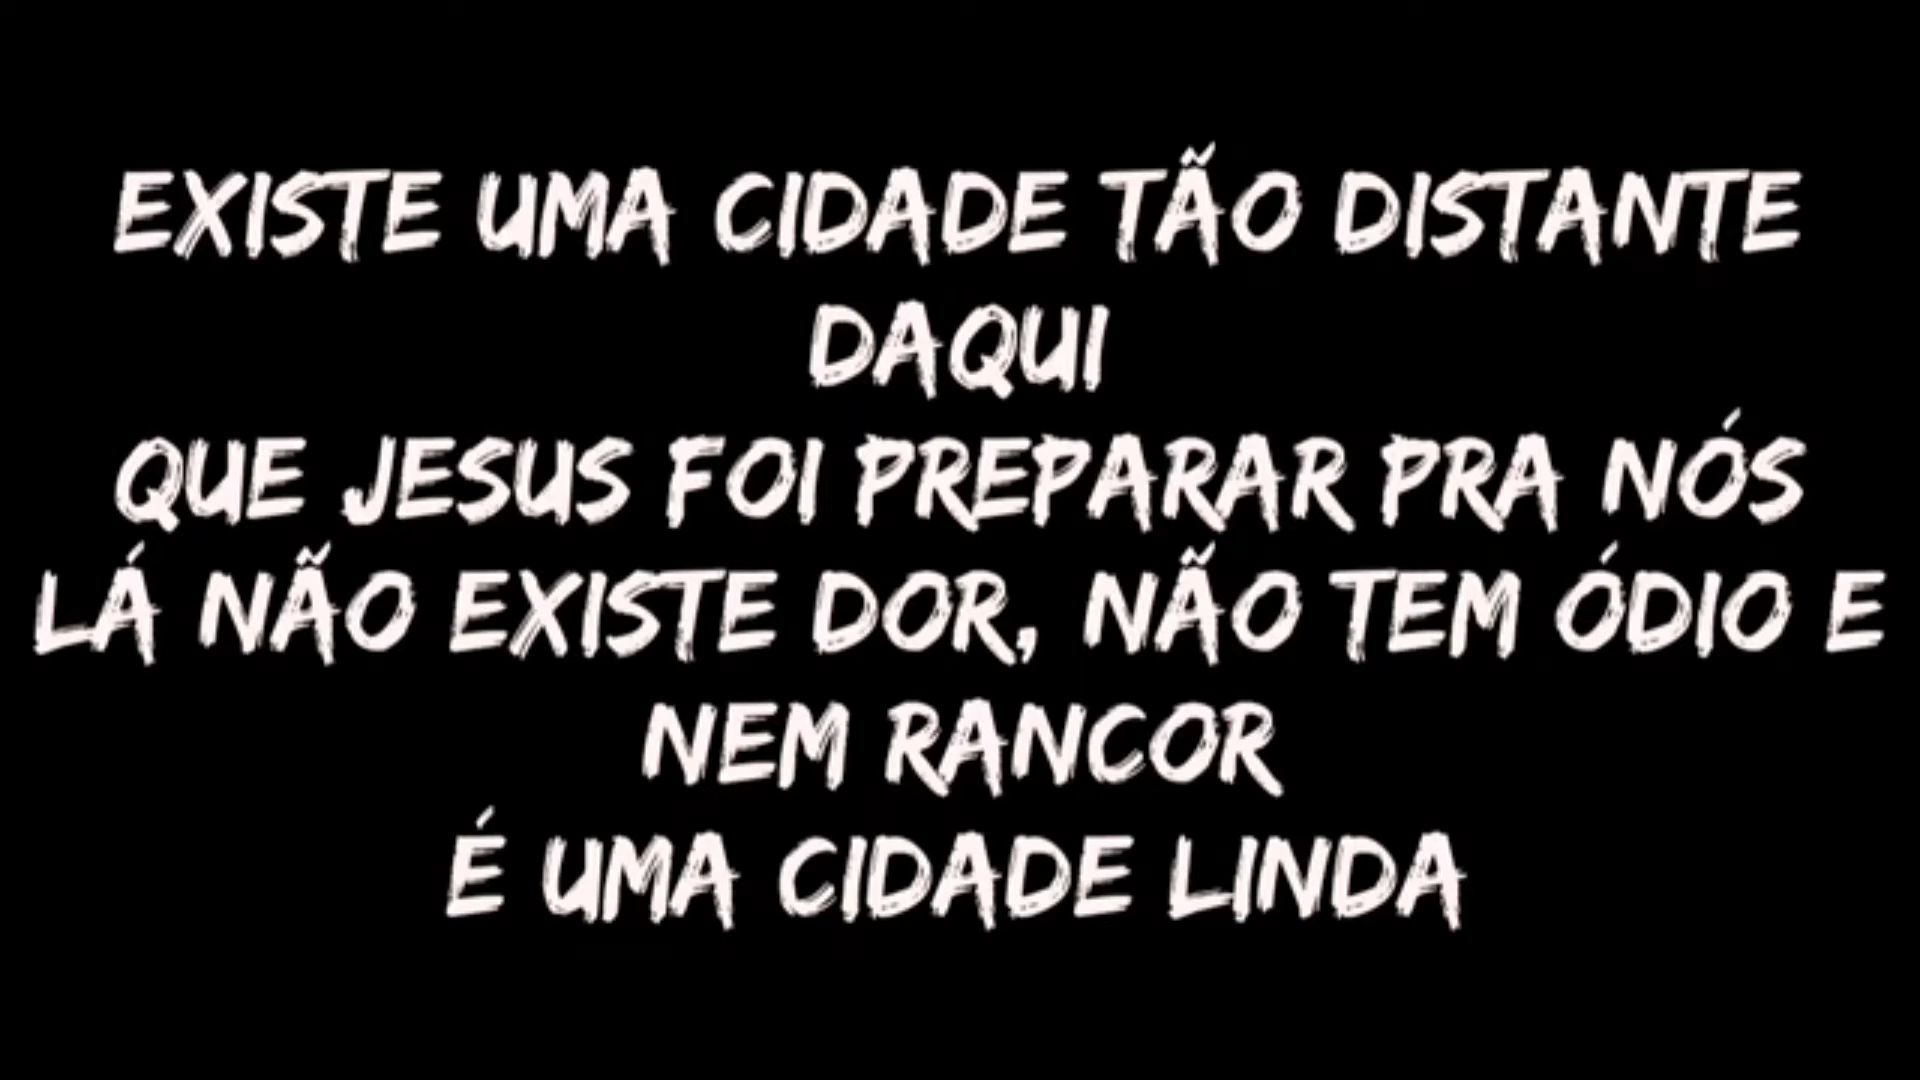 EXISTE UMA CIDADE TÃO DISTANTE
DAQUI
QUE JESUS FOI PREPARAR PRA NÓS
LÁ NÃO EXISTE DOR, NÃO TEM ÓDIO E
NEM RANCOR
É UMA CIDADE LINDA